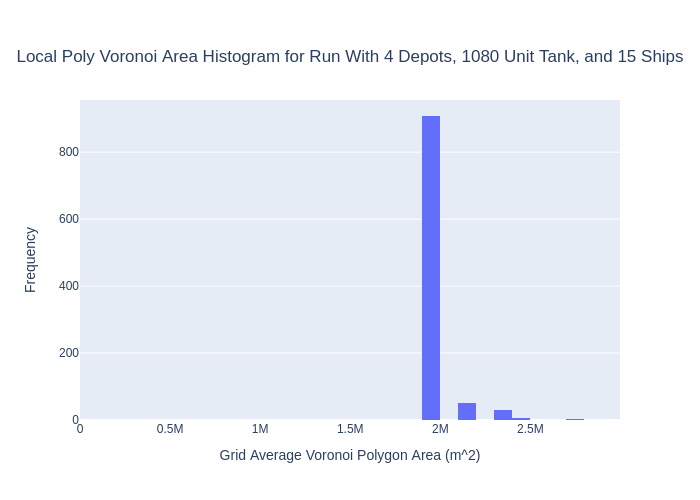 Local Poly Voronoi Area Histogram for Run With 4 Depots, 1080 Unit Tank, and 15 Ships
800
600
400
200
0
Frequency
0 0.5M 1M 1.5M 2M 2.5M
Grid Average Voronoi Polygon Area (m^2)